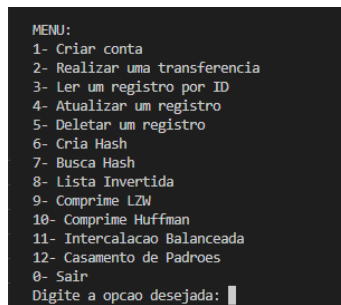 MENU:
1- Criar conta
2- Realizar uma transferencia
3- Ler um registro por ID
4- Atualizar um registro
5- Deletar um registro
6- Cria Hash
7- Busca Hash
8- Lista Invertida
9- Comprime LZW
10- Comprime Huffman
11- Intercalacao Balanceada
12- Casamento de Padroes
0- Sair
Digite a opcao desejada: